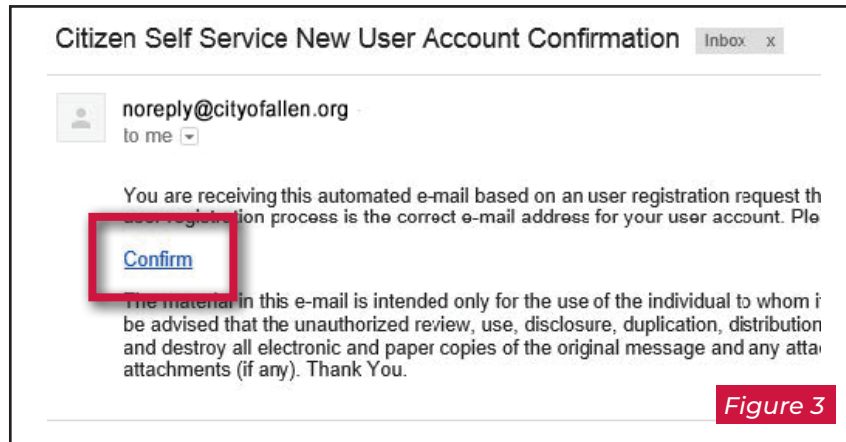 Citizen Self Service New User Account Confirmation Inbox x
noreply@cityofallen.org
to me
You are receiving this automated e-mail based on an user registration request th
user registration process is the correct e-mail address for your user account. Ple
Confirm
The material in this e-mail is intended only for the use of the individual to whom i
be advised that the unauthorized review, use, disclosure, duplication, distribution
and destroy all electronic and paper copies of the original message and any atta
attachments (if any). Thank You.
Figure 3